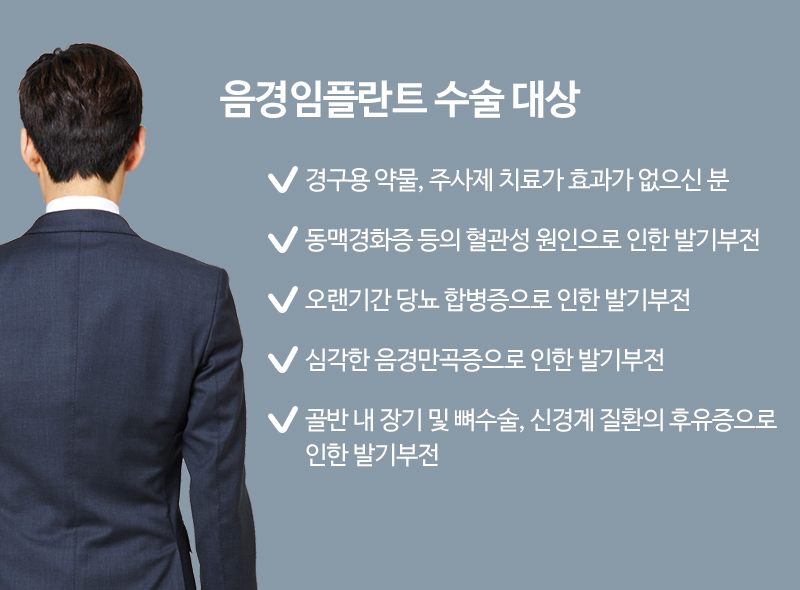 음경임플란트 수술 대상
경구용 약물, 주사제 치료가 효과가 없으신 분
동맥경화증 등의 혈관성 원인으로 인한 발기부전
오랜기간 당뇨 합병증으로 인한 발기부전
심각한 음경만곡증으로 인한 발기부전
골반 내 장기 및 뼈수술, 신경계 질환의 후유증으로
인한 발기부전